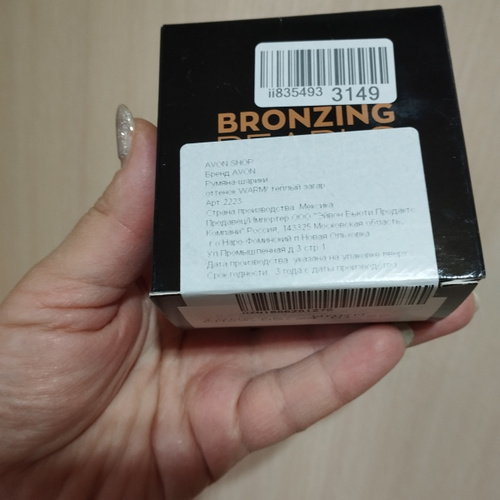 ii835493 3149
BRONZING
PEARLS
AVON SHOP
Бренд AVON
Румяна-шарики
оттенок WARM/ теплый загар
Арт 2223
Страна производства Мексика
Продавец/Импортер ООО "Эйвон Бьюти Продактс
Компани" Россия, 143325 Московская область,
г о Наро-Фоминский п Новая Ольховка
Ул Промышленная д 3 стр 1
Дата производства указана на упаковке
Срок годности 3 года с даты производства